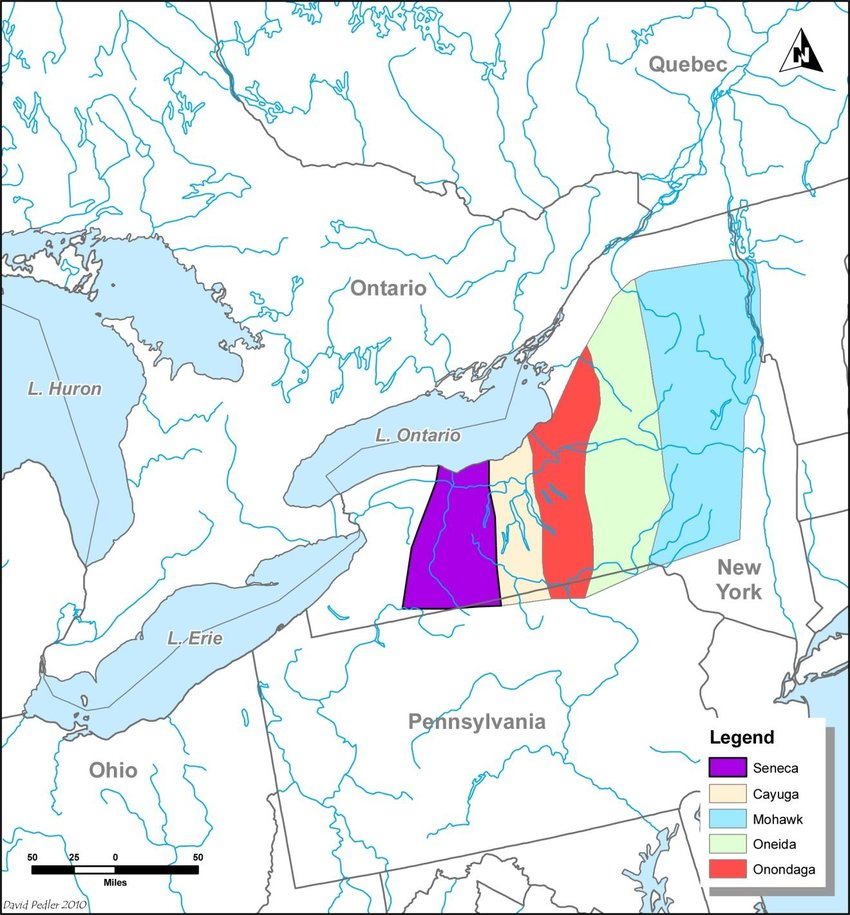 N
Quebec
Ontario
L. Huron
L. Ontario
New
York
L. Erie
Pennsylvania
Ohio
Legend
Seneca
Cayuga
Mohawk
Oneida
Onondaga
50 25 0 50
Miles
David Pedler 2010